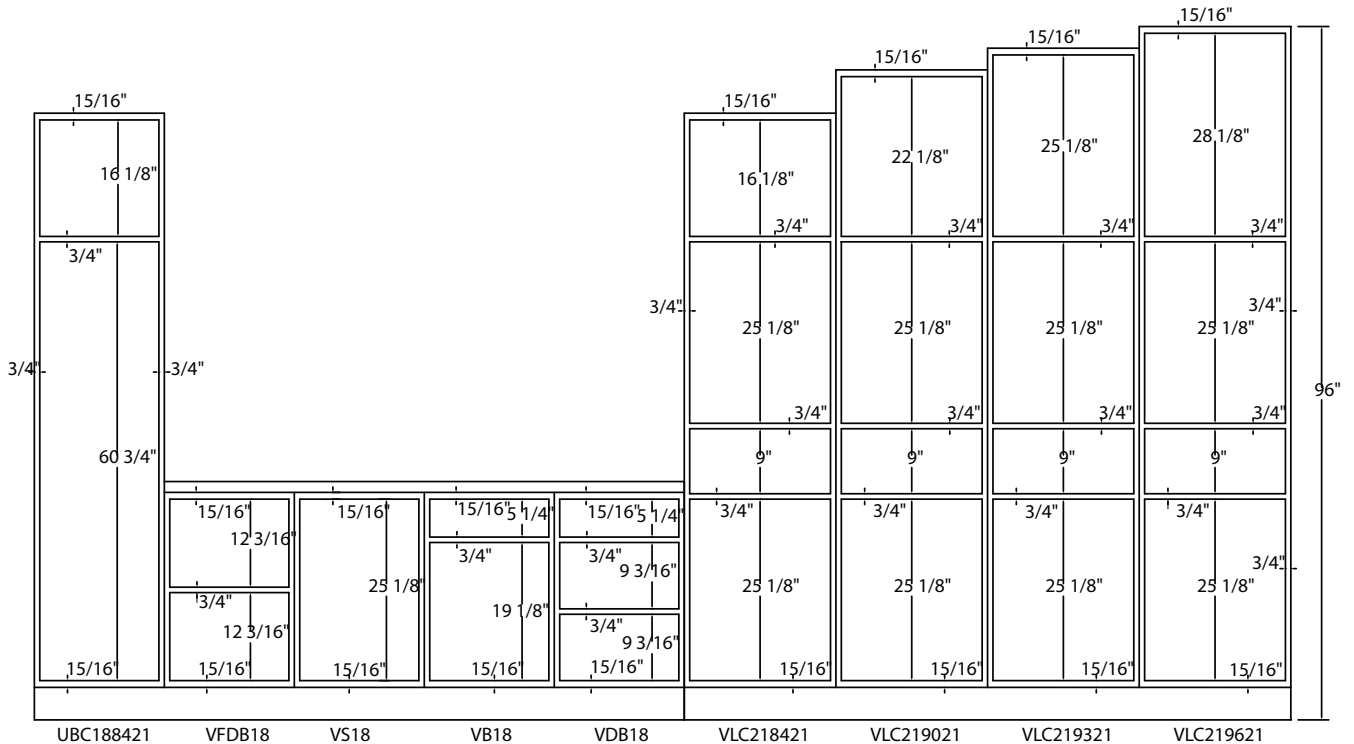 15/16"
15/16"
15/16"
15/16" 15/16"
28 1/8"
25 1/8"
22 1/8"
16 1/8" 16 1/8"
3/4" 3/4" 3/4" 3/4"
3/4"
3/4" 3/4"
25 1/8" 25 1/8" 25 1/8" 25 1/8"
3/4" 3/4"
96"
3/4" 3/4" 3/4" 3/4"
60 3/4" 9" 9" 9" 9"
15/16" 15/16" 15/16" 5 1/4" 15/16" 5 1/4" 3/4" 3/4" 3/4" 3/4"
12 3/16"
3/4" 3/4" 3/4"
9 3/16"
25 1/8" 25 1/8" 25 1/8" 25 1/8" 25 1/8"
3/4" 19 1/8"
12 3/16" 3/4"
9 3/16"
15/16" 15/16" 15/16" 15/16" 15/16" 15/16" 15/16" 15/16" 15/16"
UBC188421 VFDB18 VS18 VB18 VDB18 VLC218421 VLC219021 VLC219321 VLC219621